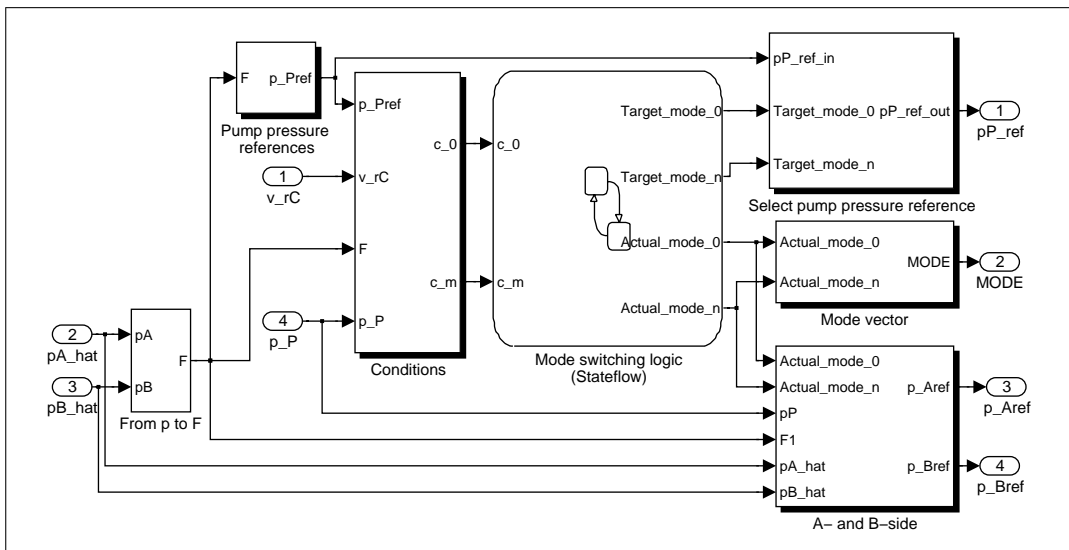 F
p_Pref
Pump pressure
references
1
v_rC
4
p_P
2
pA_hat
3
pB_hat
pA
pB
F
From p to F
p_Pref
v_rC
F
p_P
c_0
c_m
Conditions
c_0
c_m
Target_mode_0
Target_mode_n
Actual_mode_0
Actual_mode_n
Mode switching logic
(Stateflow)
pP_ref_in
Target_mode_0
Target_mode_n
pP_ref_out
Select pump pressure reference
1
pP_ref
Actual_mode_0
Actual_mode_n
MODE
Mode vector
2
MODE
Actual_mode_0
Actual_mode_n
pP
F1
pA_hat
pB_hat
p_Aref
p_Bref
A− and B−side
3
p_Aref
4
p_Bref